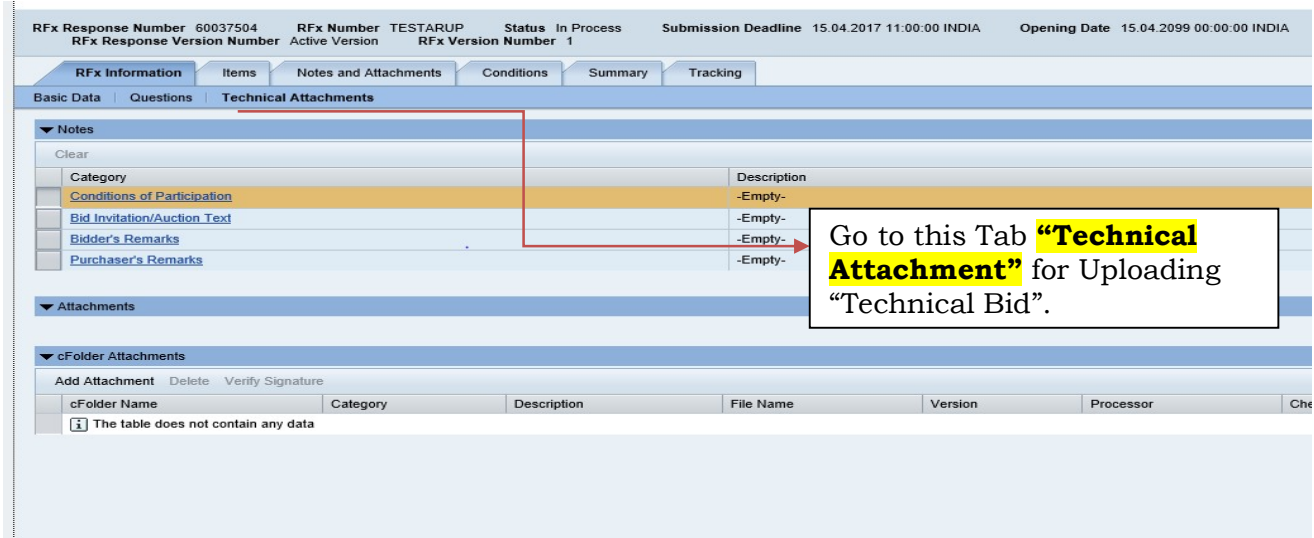 RFx Response Number 60037504 RFx Number TESTARUP Status In Process Submission Deadline 15.04.2017 11:00:00 INDIA Opening Date 15.04.2099 00:00:00 INDIA
RFx Response Version Number Active Version RFx Version Number 1
RFx Information Items Notes and Attachments Conditions Summary Tracking
Basic Data Questions Technical Attachments
Notes
Clear
Category Description
Conditions of Participation -Empty-
Bid Invitation/Auction Text -Empty-
Bidder's Remarks -Empty-
Purchaser's Remarks -Empty-
Go to this Tab “Technical
Attachment” for Uploading
“Technical Bid”.
Attachments
cFolder Attachments
Add Attachment Delete Verify Signature
cFolder Name Category Description File Name Version Processor Che
The table does not contain any data